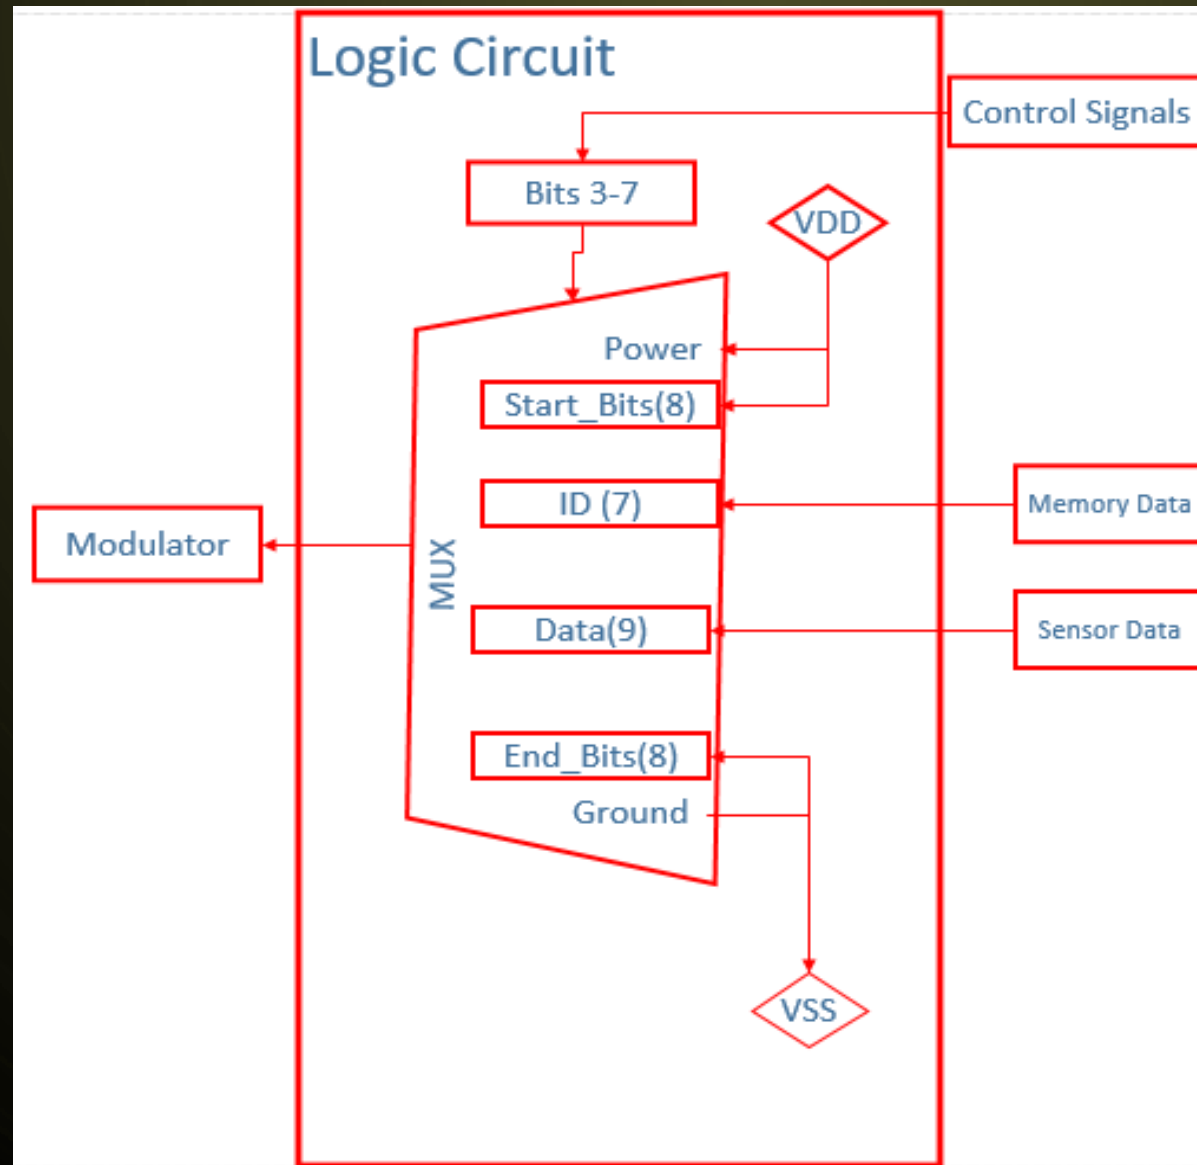 Logic Circuit
Control Signals
Bits 3-7
VDD
Power
Start_Bits(8)
ID (7)
Memory Data
Modulator
MUX
Data(9)
Sensor Data
End_Bits(8)
Ground
VSS